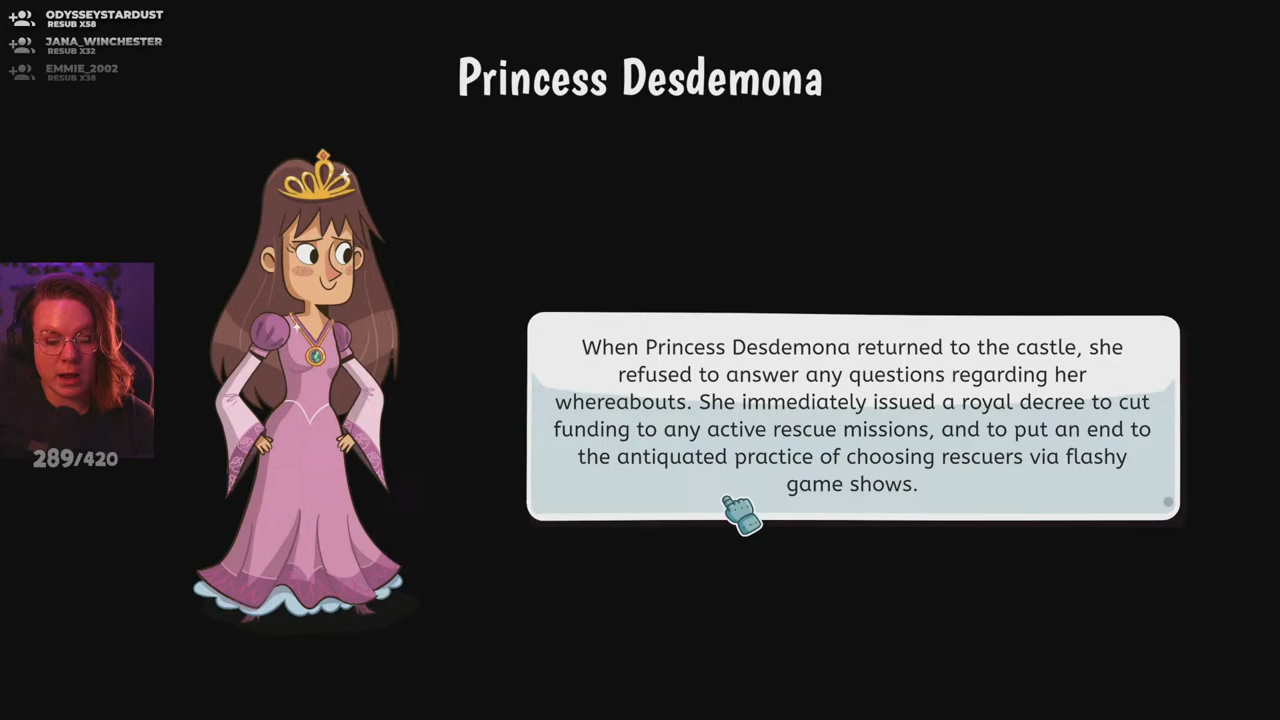 ODYSSEYSTARDUST
RESUB X58
JANA_WINCHESTER
RESUB X32
EMMIE_2002
RESUB X38
Princess Desdemona
When Princess Desdemona returned to the castle, she
refused to answer any questions regarding her
whereabouts. She immediately issued a royal decree to cut
funding to any active rescue missions, and to put an end to
the antiquated practice of choosing rescuers via flashy
game shows.
289/420